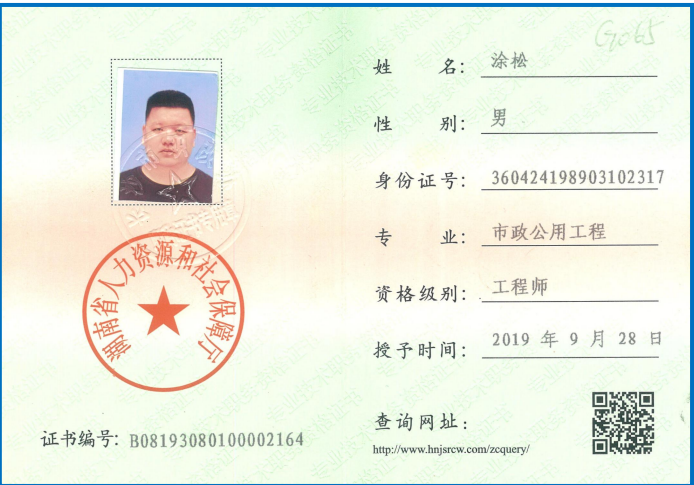 G065
姓名：涂松
性别：男
身份证号：360424198903102317
专业：市政公用工程
资格级别：工程师
授予时间：2019 年 9 月 28 日
湖南省人力资源和社会保障厅
证书编号：B08193080100002164
查询网址：
http://www.hnjsrcw.com/zcquery/